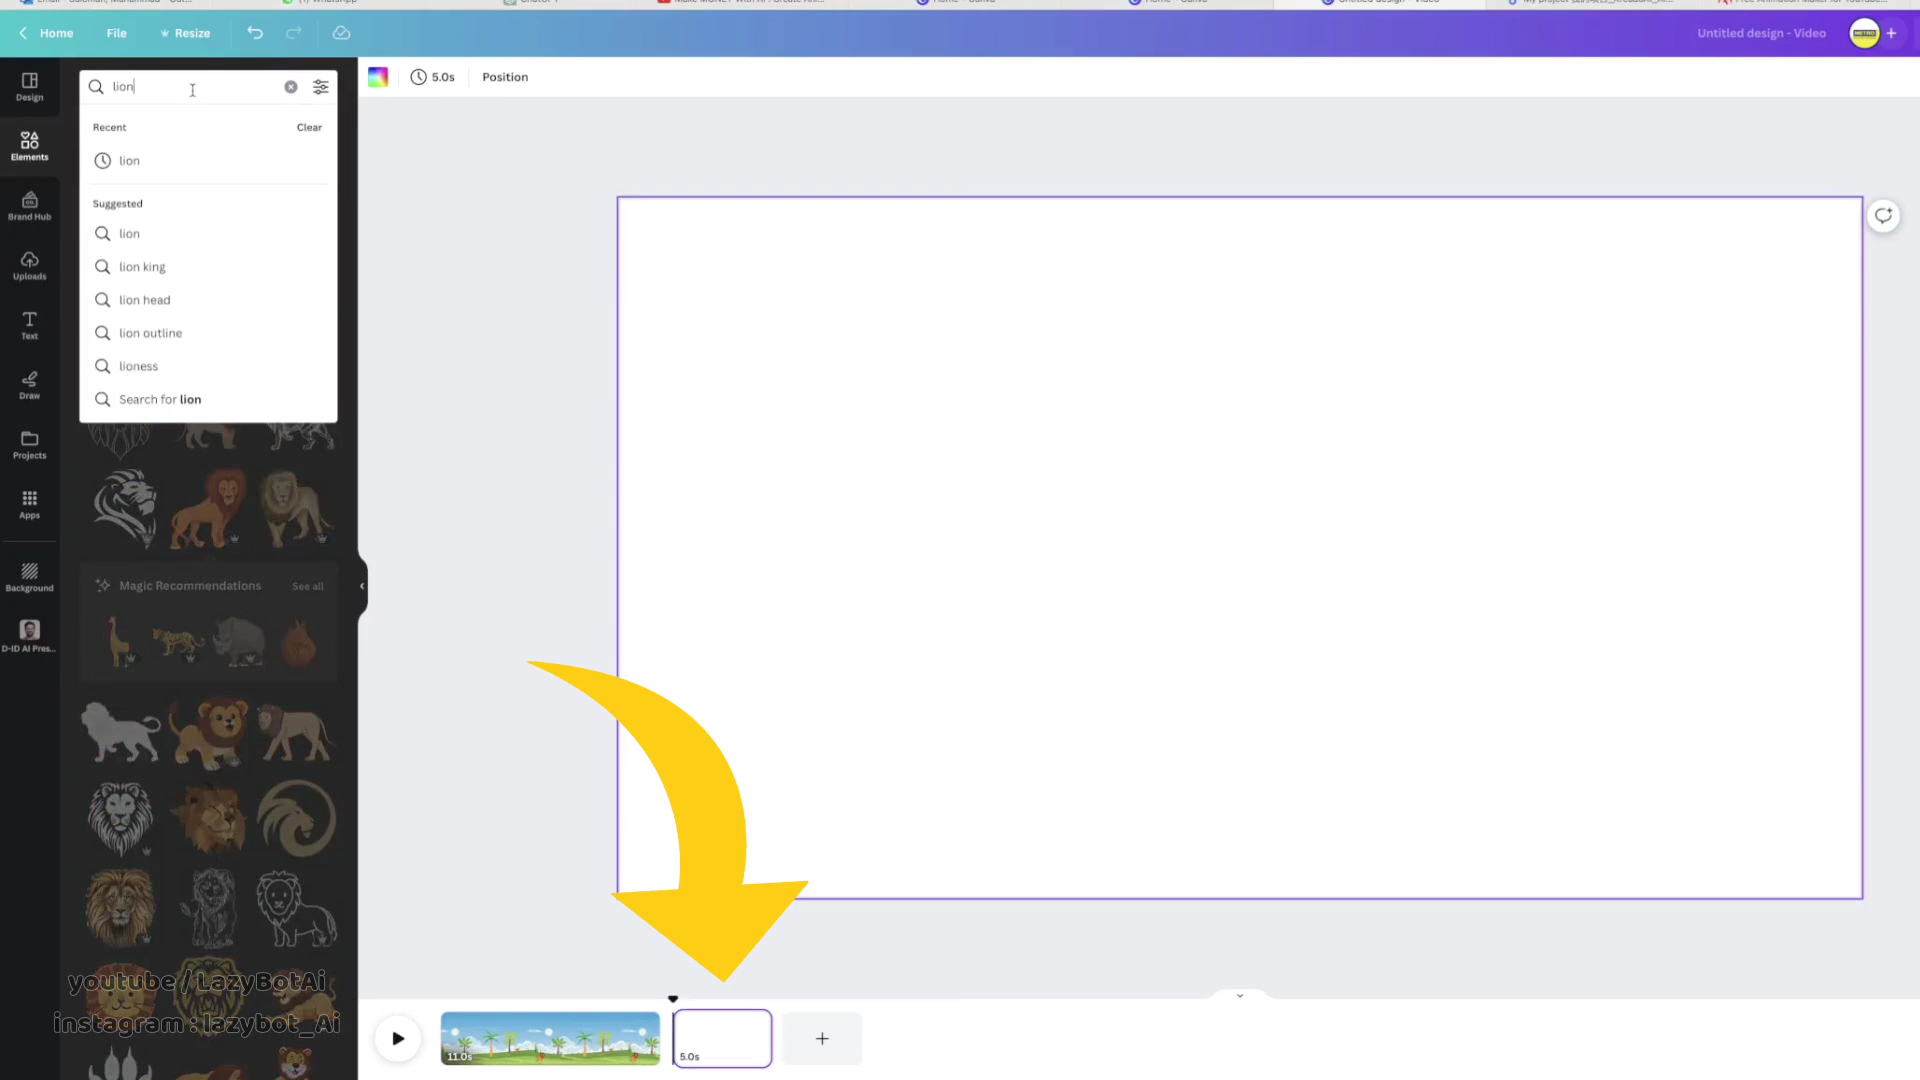 Home
File
Resize
Untitled design - Video
METRO
Design
lion
5.0s
Position
Recent
Clear
Elements
lion
Suggested
Brand Hub
lion
Uploads
lion king
lion head
Text
lion outline
lioness
Draw
Search for lion
Projects
Apps
Magic Recommendations
See all
Background
D-ID AI Pres...
youtube / LazyBotAi
instagram : lazybot_Ai
11.0s
5.0s